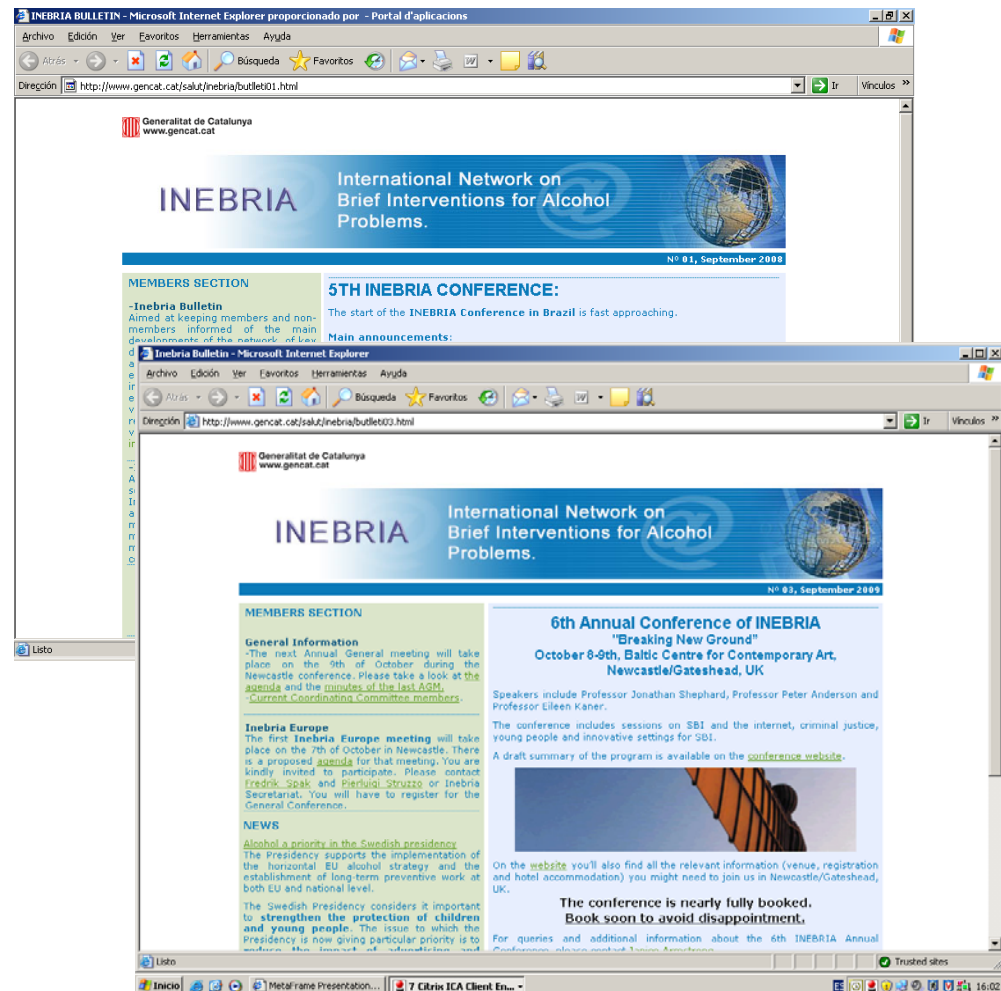 INEBRIA BULLETIN - Microsoft Internet Explorer proporcionado por - Portal d'aplicacions
Archivo Edición Ver Favoritos Herramientas Ayuda
Atrás Búsqueda Favoritos
Dirección http://www.gencat.cat/salut/inebria/butlleti01.html Ir Vínculos »
Generalitat de Catalunya
www.gencat.cat
INEBRIA
International Network on
Brief Interventions for Alcohol
Problems.
Nº 01, September 2008
MEMBERS SECTION
-Inebria Bulletin
Aimed at keeping members and non-
members informed of the main
developments of the network, of key
5TH INEBRIA CONFERENCE:
The start of the INEBRIA Conference in Brazil is fast approaching.
Main announcements:
Listo
Inebria Bulletin - Microsoft Internet Explorer
Archivo Edición Ver Favoritos Herramientas Ayuda
Atrás Búsqueda Favoritos
Dirección http://www.gencat.cat/salut/inebria/butlleti03.html Ir Vínculos »
Generalitat de Catalunya
www.gencat.cat
INEBRIA
International Network on
Brief Interventions for Alcohol
Problems.
Nº 03, September 2009
MEMBERS SECTION
General Information
-The next Annual General meeting will take
place on the 9th of October during the
Newcastle conference. Please take a look at the
agenda and the minutes of the last AGM.
-Current Coordinating Committee members.
Inebria Europe
The first Inebria Europe meeting will take
place on the 7th of October in Newcastle. There
is a proposed agenda for that meeting. You are
kindly invited to participate. Please contact
Fredrik Spak and Pierluigi Struzzo or Inebria
Secretariat. You will have to register for the
General Conference.
NEWS
Alcohol a priority in the Swedish presidency
The Presidency supports the implementation of
the horizontal EU alcohol strategy and the
establishment of long-term preventive work at
both EU and national level.
The Swedish Presidency considers it important
to strengthen the protection of children
and young people. The issue to which the
Presidency is now giving particular priority is to
reduce the impact of advertising and
6th Annual Conference of INEBRIA
"Breaking New Ground"
October 8-9th, Baltic Centre for Contemporary Art,
Newcastle/Gateshead, UK
Speakers include Professor Jonathan Shephard, Professor Peter Anderson and
Professor Eileen Kaner.
The conference includes sessions on SBI and the internet, criminal justice,
young people and innovative settings for SBI.
A draft summary of the program is available on the conference website.
On the website you'll also find all the relevant information (venue, registration
and hotel accommodation) you might need to join us in Newcastle/Gateshead,
UK.
The conference is nearly fully booked.
Book soon to avoid disappointment.
For queries and additional information about the 6th INEBRIA Annual
Conference, please contact Janice Armstrong
Listo Trusted sites
Inicio MetaFrame Presentation... 7 Citrix ICA Client En... ES 16:02